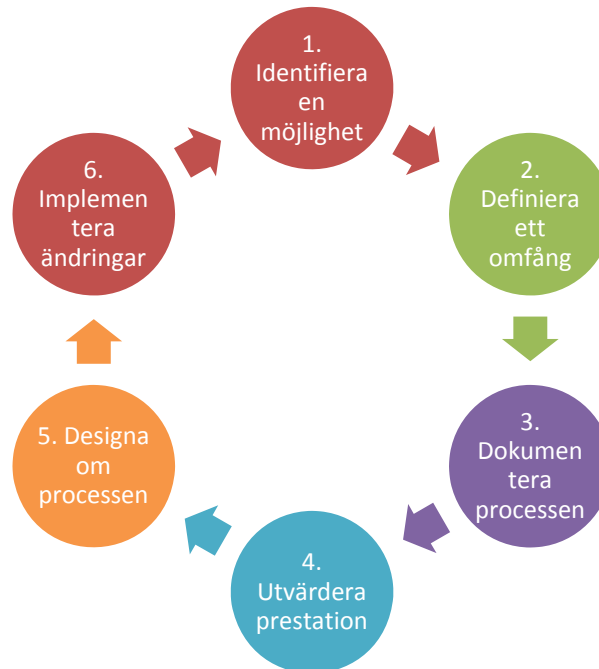 1.
Identifiera
en
möjlighet
2.
Definiera
ett
omfång
3.
Dokumen
tera
processen
4.
Utvärdera
prestation
5. Designa
om
processen
6.
Implemen
tera
ändringar